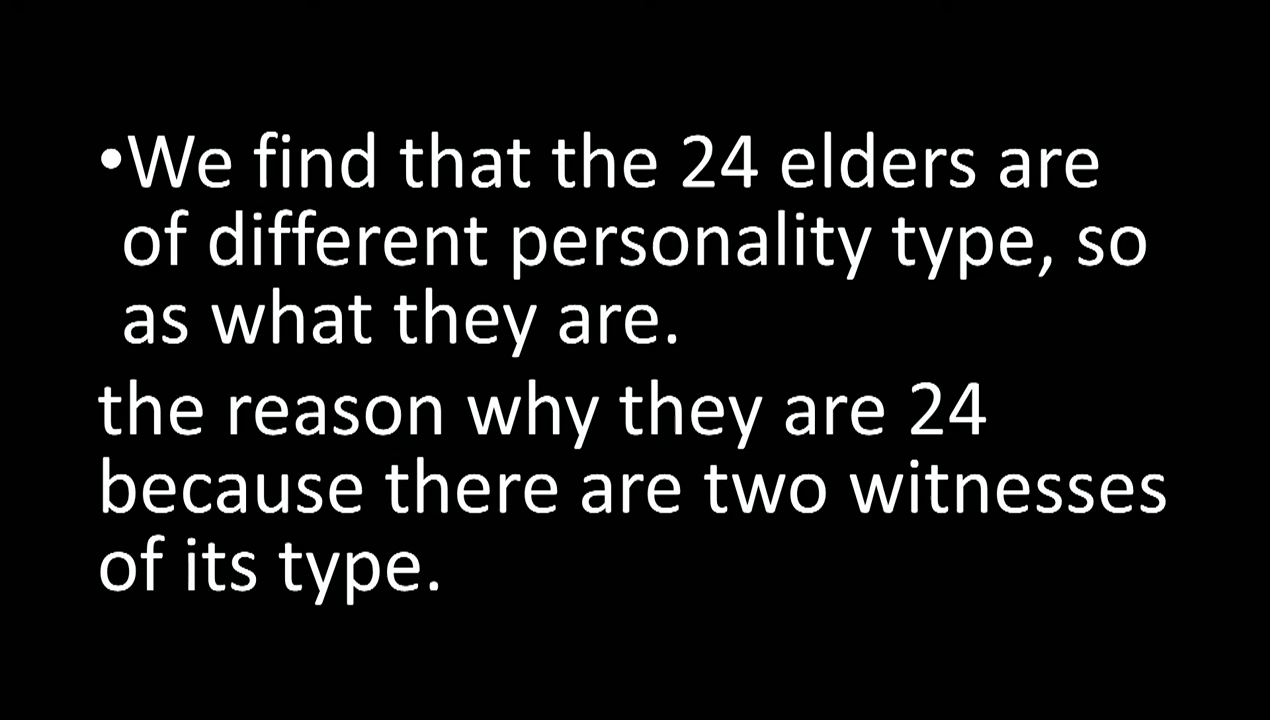 •We find that the 24 elders are
of different personality type, so
as what they are.
the reason why they are 24
because there are two witnesses
of its type.